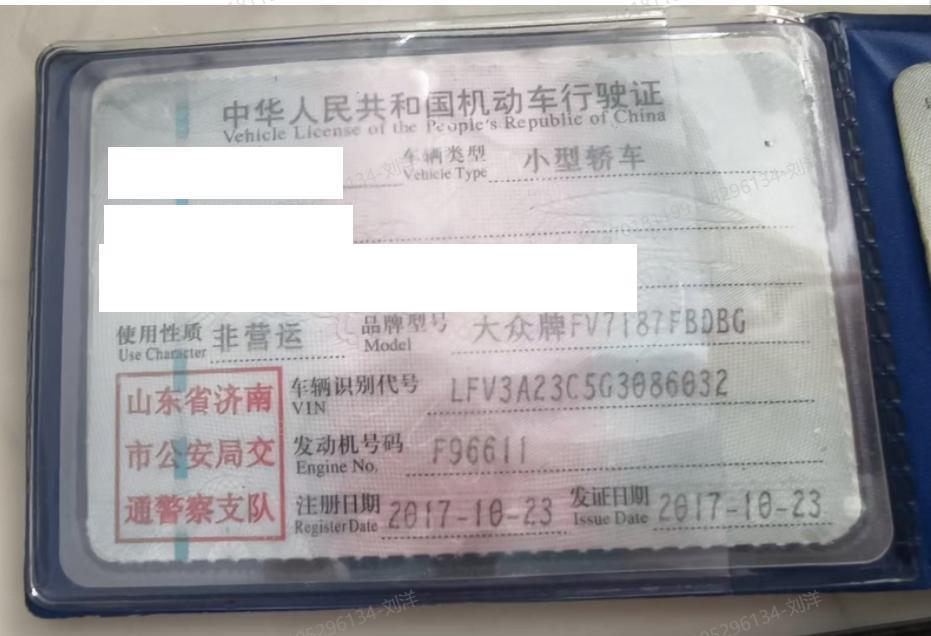 中华人民共和国机动车行驶证
Vehicle License of the People's Republic of China
车辆类型 小型轿车
Vehicle Type
使用性质 非营运
Use Character
品牌型号 大众牌FV7187FBDBG
Model
山东省济南
市公安局交
通警察支队
车辆识别代号 LFV3A23C5G3086032
VIN
发动机号码 F96611
Engine No.
注册日期 2017-10-23
Register Date
发证日期 2017-10-23
Issue Date
5296134-刘洋